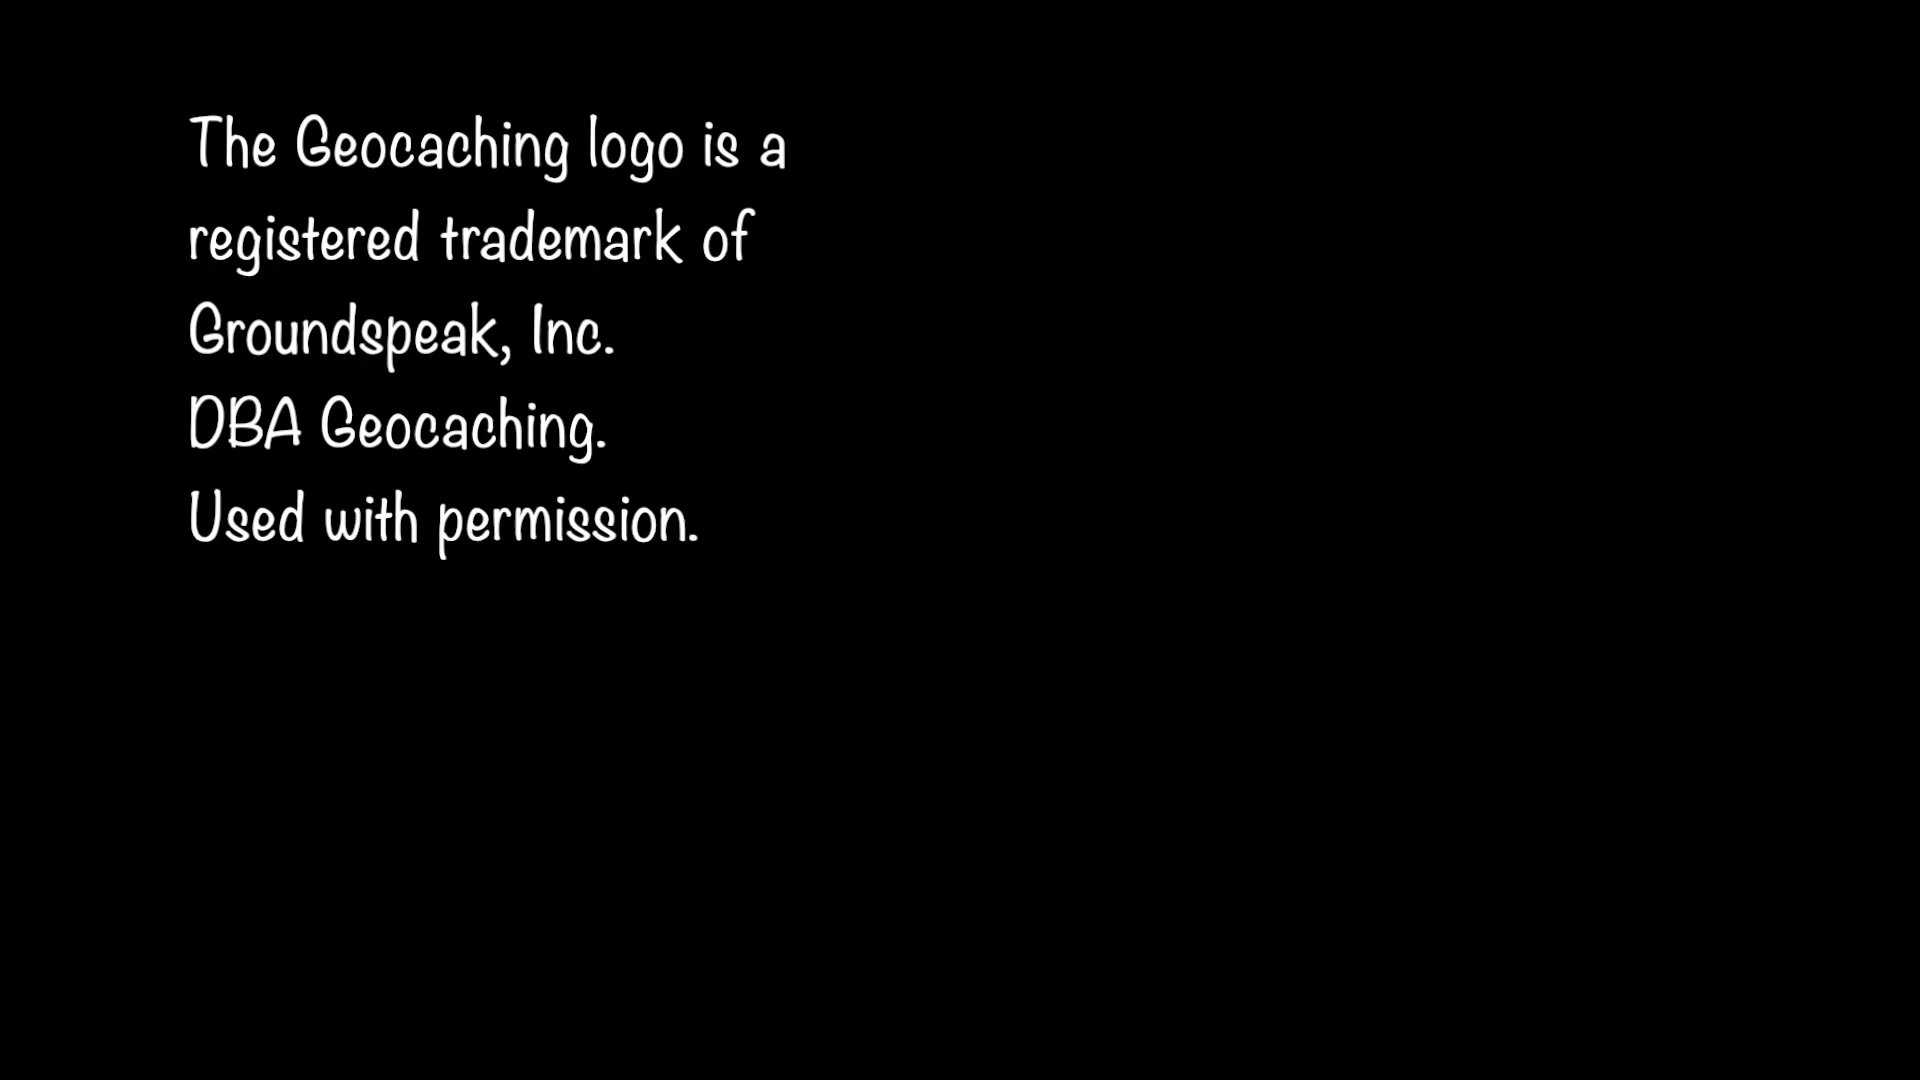 The Geocaching logo is a
registered trademark of
Groundspeak, Inc.
DBA Geocaching.
Used with permission.